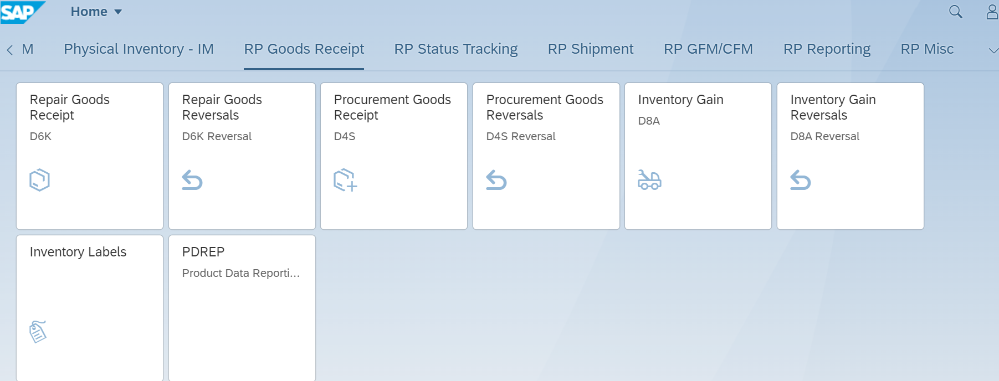 SAP
Home
M
Physical Inventory - IM
RP Goods Receipt
RP Status Tracking
RP Shipment
RP GFM/CFM
RP Reporting
RP Misc
Repair Goods
Receipt
D6K
Repair Goods
Reversals
D6K Reversal
Procurement Goods
Receipt
D4S
Procurement Goods
Reversals
D4S Reversal
Inventory Gain
D8A
Inventory Gain
Reversals
D8A Reversal
Inventory Labels
PDREP
Product Data Reporti...